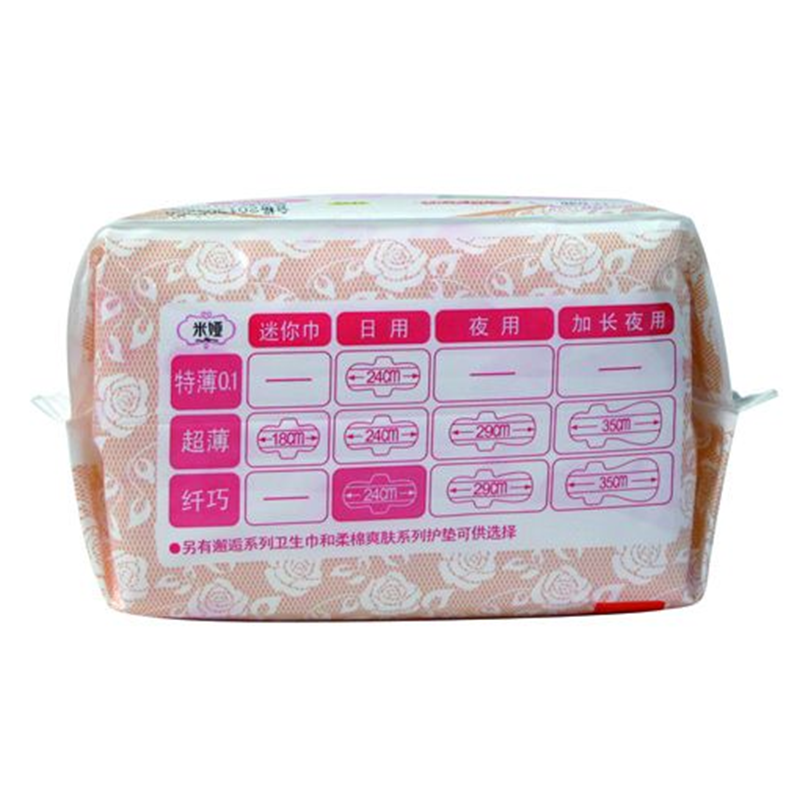 米娅 迷你巾 日用 夜用 加长夜用
特薄0.1 — 24cm — —
超薄 18cm 24cm 29cm 35cm
纤巧 — 24cm 29cm 35cm
●另有邂逅系列卫生巾和柔棉爽肤系列护垫可供选择